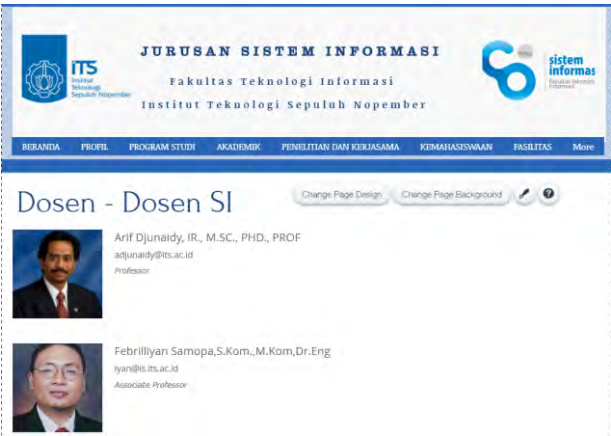 JURUSAN SISTEM INFORMASI
Fakultas Teknologi Informasi
Institut Teknologi Sepuluh Nopember
ITS
Institut
Teknologi
Sepuluh Nopember
sistem
informas
BERANDA PROFIL PROGRAM STUDI AKADEMIK PENELITIAN DAN KERJASAMA KEMAHASISWAAN FASILITAS More
Dosen - Dosen SI
Change Page Design Change Page Background ?
Arif Djunaidy, IR., M.SC., PHD., PROF
adjunaidy@its.ac.id
Professor
Febrilliyan Samopa,S.Kom.,M.Kom,Dr.Eng
iyan@is.its.ac.id
Associate Professor